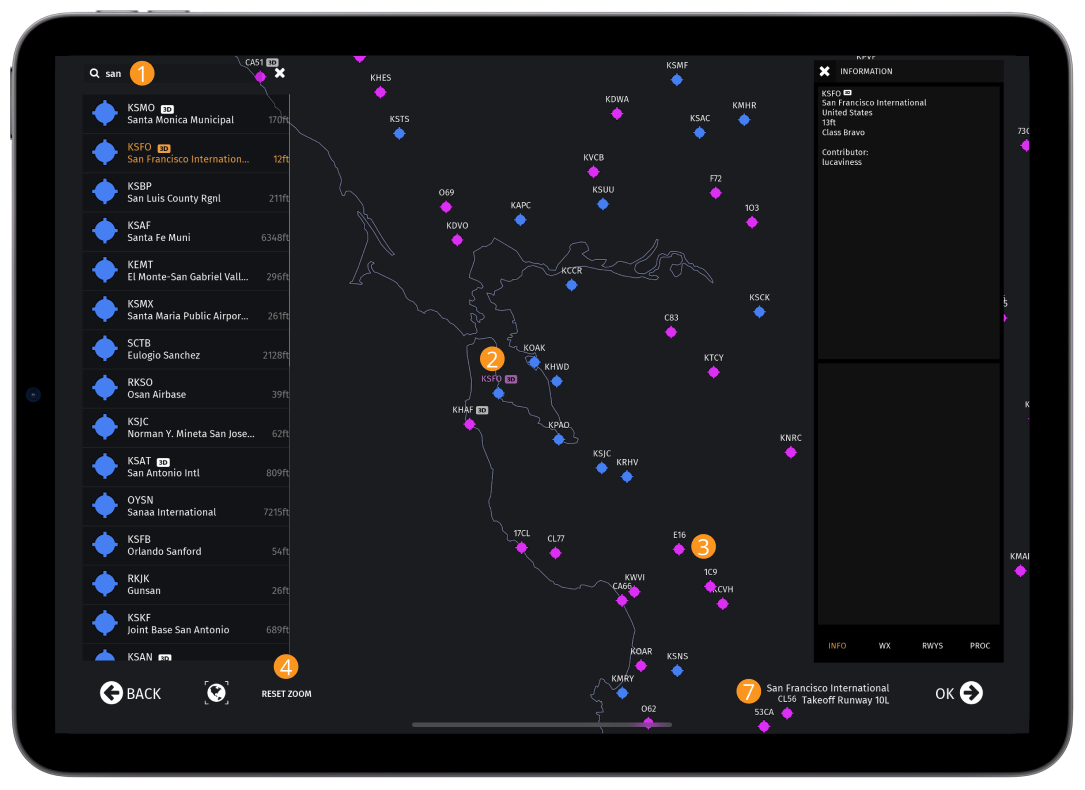 san
1
KSMO 3D
Santa Monica Municipal 170ft
KSFO 3D
San Francisco Internation... 12ft
KSBP
San Luis County Rgnl 211ft
KSAF
Santa Fe Muni 6348ft
KEMT
El Monte-San Gabriel Vall... 296ft
KSMX
Santa Maria Public Airpor... 261ft
SCTB
Eulogio Sanchez 2128ft
RKSO
Osan Airbase 39ft
KSJC
Norman Y. Mineta San Jose... 62ft
KSAT 3D
San Antonio Intl 809ft
OYSN
Sanaa International 7215ft
KSFB
Orlando Sanford 54ft
RKJK
Gunsan 26ft
KSKF
Joint Base San Antonio 689ft
KSAN 3D
4
BACK
RESET ZOOM
CA51 3D
KHES
KSTS
KSMF
KDWA
KMHR
KSAC
KVCB
F72
KSUU
O69
KAPC
1O3
KDVO
KCCR
KSCK
C83
KOAK
2
KTCY
KHWD
KSFO 3D
KHAF 3D
KPAO
KNRC
KSJC
KRHV
17CL
CL77
E16
3
1C9
KWVI
CA66
KCVH
KOAR
KSNS
KMRY
O62
53CA
CL56
INFORMATION
KSFO
San Francisco International
United States
13ft
Class Bravo
Contributor:
lucaviness
INFO WX RWYS PROC
7
San Francisco International
Takeoff Runway 10L
OK